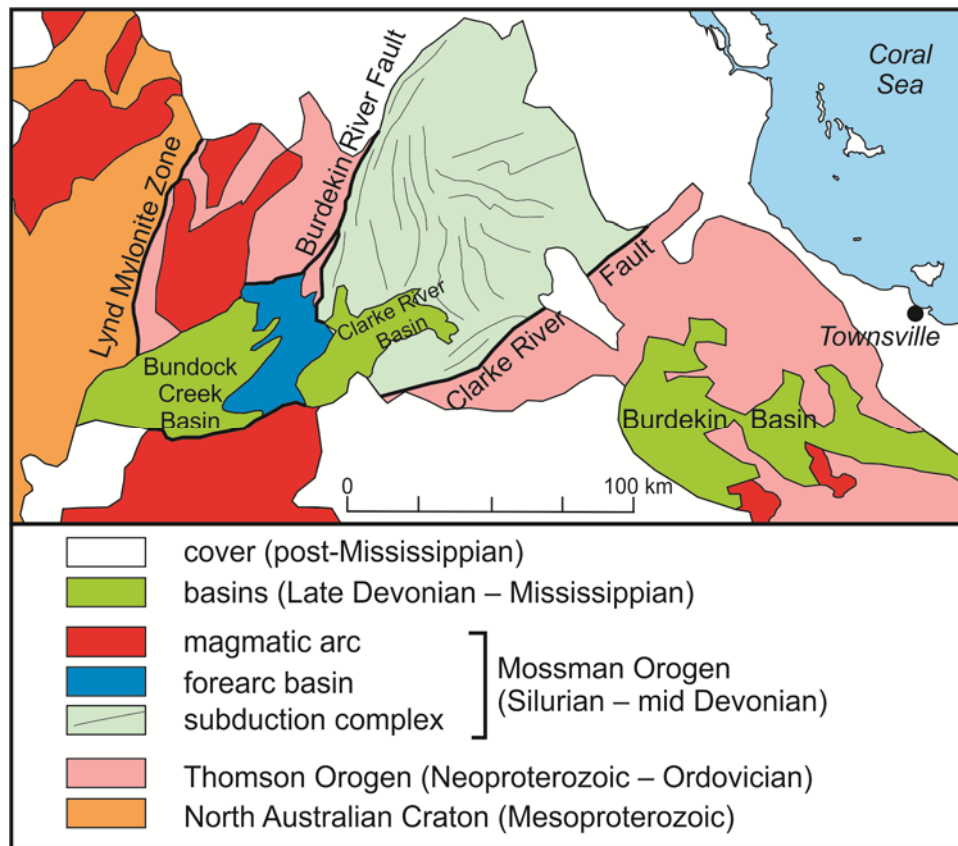 Coral
Sea
Lynd Mylonite Zone
Burdekin River Fault
Clarke River
Basin
Clarke River Fault
Townsville
Bundock
Creek
Basin
Burdekin Basin
0 100 km
cover (post-Mississippian)
basins (Late Devonian – Mississippian)
magmatic arc
forearc basin
subduction complex
Mossman Orogen
(Silurian – mid Devonian)
Thomson Orogen (Neoproterozoic – Ordovician)
North Australian Craton (Mesoproterozoic)